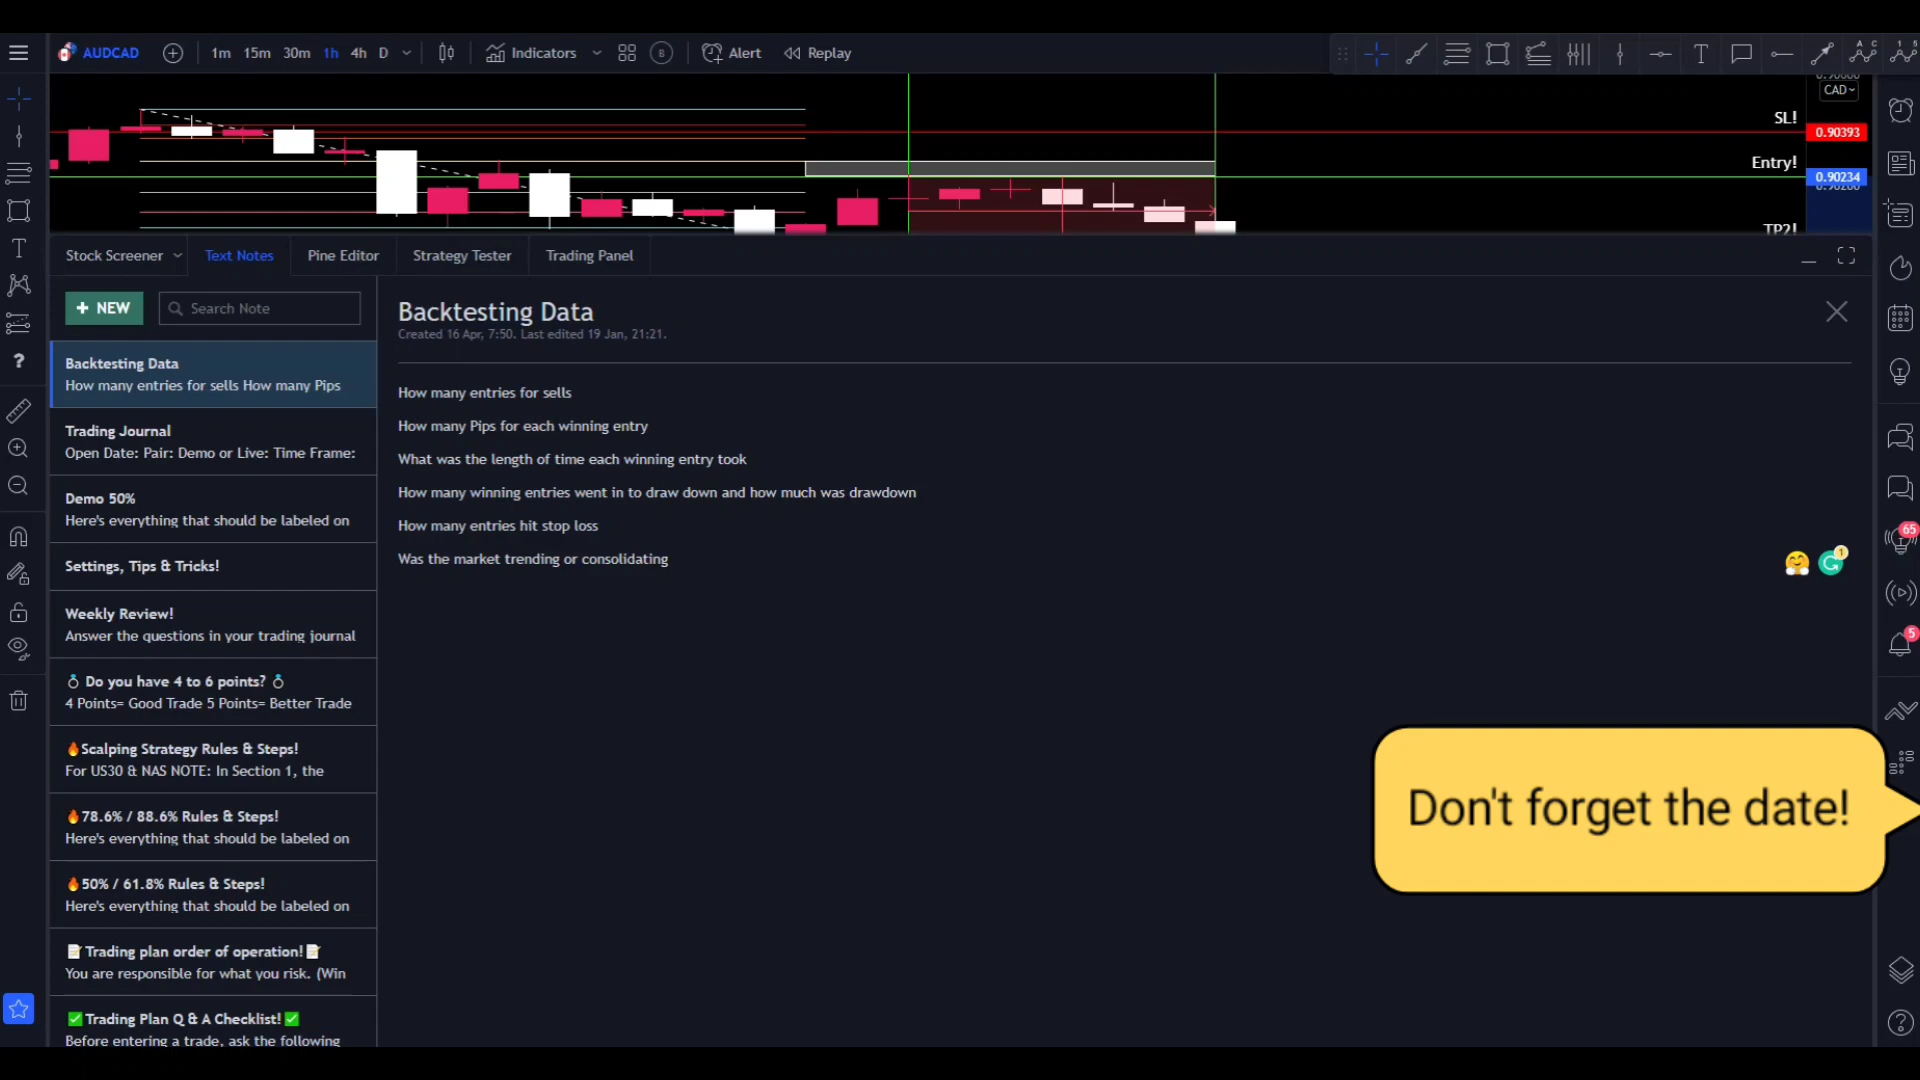 AUDCAD 1m 15m 30m 1h 4h D Indicators B Alert Replay
CAD
SL!
0.90393
Entry!
0.90234
TP2!
Stock Screener Text Notes Pine Editor Strategy Tester Trading Panel
+ NEW Search Note
Backtesting Data
How many entries for sells How many Pips
Trading Journal
Open Date: Pair: Demo or Live: Time Frame:
Demo 50%
Here's everything that should be labeled on
Settings, Tips & Tricks!
Weekly Review!
Answer the questions in your trading journal
💍 Do you have 4 to 6 points? 💍
4 Points= Good Trade 5 Points= Better Trade
🔥Scalping Strategy Rules & Steps!
For US30 & NAS NOTE: In Section 1, the
🔥78.6% / 88.6% Rules & Steps!
Here's everything that should be labeled on
🔥50% / 61.8% Rules & Steps!
Here's everything that should be labeled on
📝Trading plan order of operation!📝
You are responsible for what you risk. (Win
✅Trading Plan Q & A Checklist!✅
Before entering a trade, ask the following
Backtesting Data
Created 16 Apr, 7:50. Last edited 19 Jan, 21:21.
How many entries for sells
How many Pips for each winning entry
What was the length of time each winning entry took
How many winning entries went in to draw down and how much was drawdown
How many entries hit stop loss
Was the market trending or consolidating
1
65
5
Don't forget the date!